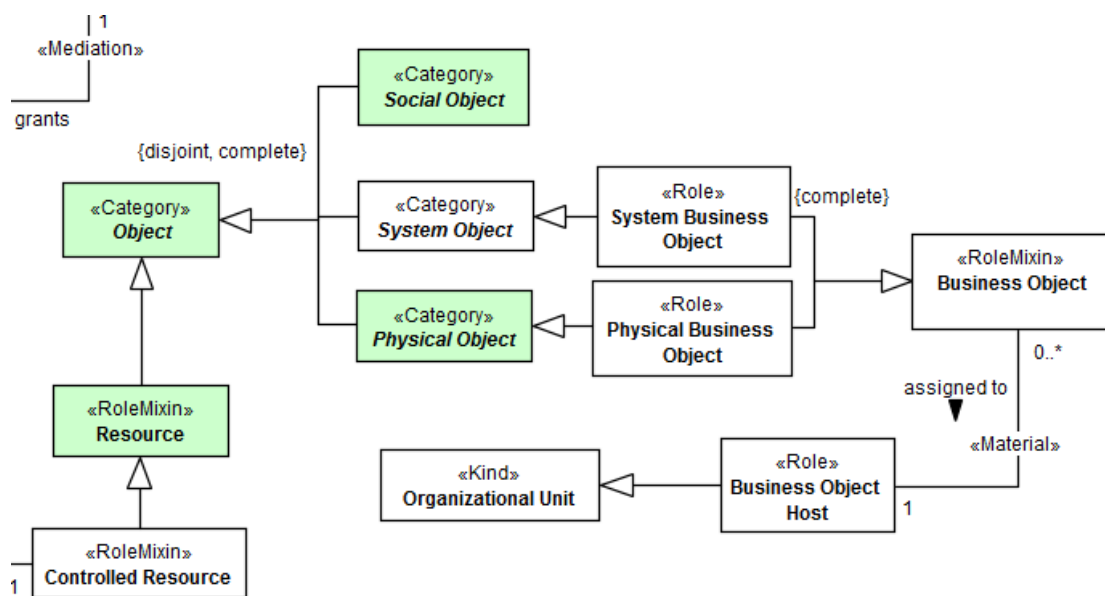 1
«Mediation»
grants
«Category»
Social Object
{disjoint, complete}
«Category»
Object
«Category»
System Object
«Role»
System Business
Object
{complete}
«RoleMixin»
Business Object
«Category»
Physical Object
«Role»
Physical Business
Object
0..*
assigned to
«Material»
«RoleMixin»
Resource
«Kind»
Organizational Unit
«Role»
Business Object
Host
1
«RoleMixin»
Controlled Resource
1